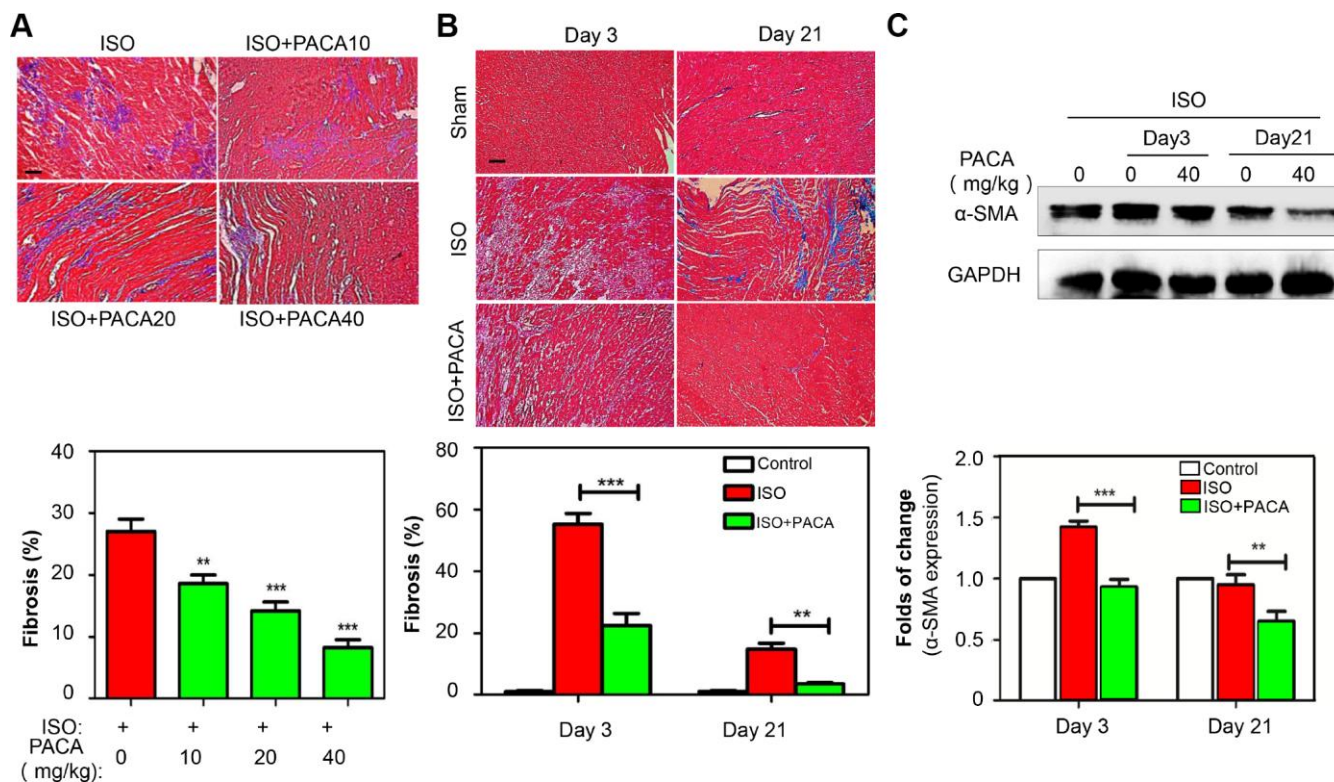 A
ISO
ISO+PACA10
ISO+PACA20
ISO+PACA40
40
30
20
10
0
Fibrosis (%)
ISO: + + + +
PACA
( mg/kg): 0 10 20 40
B
Day 3
Day 21
Sham
ISO
ISO+PACA
80
60
40
20
0
Fibrosis (%)
***
**
Control
ISO
ISO+PACA
Day 3
Day 21
**
***
***
C
ISO
Day3
Day21
PACA
( mg/kg)
0 0 40 0 40
α-SMA
GAPDH
2.0
1.5
1.0
0.5
0
Folds of change
(α-SMA expression)
***
**
Control
ISO
ISO+PACA
Day 3
Day 21